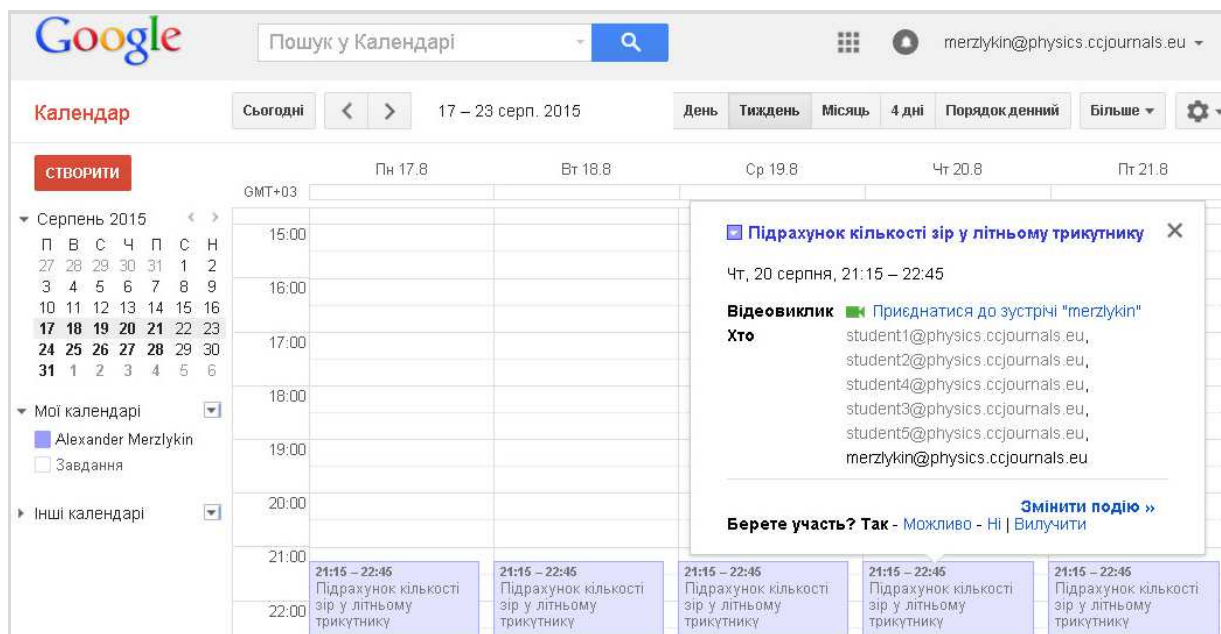 Google
Пошук у Календарі
merzlykin@physics.ccjournals.eu
Календар
Сьогодні
17 – 23 серп. 2015
День Тиждень Місяць 4 дні Порядок денний Більше
СТВОРИТИ
Пн 17.8 Вт 18.8 Ср 19.8 Чт 20.8 Пт 21.8
GMT+03
Серпень 2015
П В С Ч П С Н
27 28 29 30 31 1 2
3 4 5 6 7 8 9
10 11 12 13 14 15 16
17 18 19 20 21 22 23
24 25 26 27 28 29 30
31 1 2 3 4 5 6
Мої календарі
Alexander Merzlykin
Завдання
Інші календарі
15:00
16:00
17:00
18:00
19:00
20:00
21:00
22:00
Підрахунок кількості зір у літньому трикутнику
Чт, 20 серпня, 21:15 – 22:45
Відеовиклик Приєднатися до зустрічі "merzlykin"
Хто student1@physics.ccjournals.eu,
student2@physics.ccjournals.eu,
student4@physics.ccjournals.eu,
student3@physics.ccjournals.eu,
student5@physics.ccjournals.eu,
merzlykin@physics.ccjournals.eu
Змінити подію »
Берете участь? Так - Можливо - Ні | Вилучити
21:15 – 22:45
Підрахунок кількості
зір у літньому
трикутнику
21:15 – 22:45
Підрахунок кількості
зір у літньому
трикутнику
21:15 – 22:45
Підрахунок кількості
зір у літньому
трикутнику
21:15 – 22:45
Підрахунок кількості
зір у літньому
трикутнику
21:15 – 22:45
Підрахунок кількості
зір у літньому
трикутнику